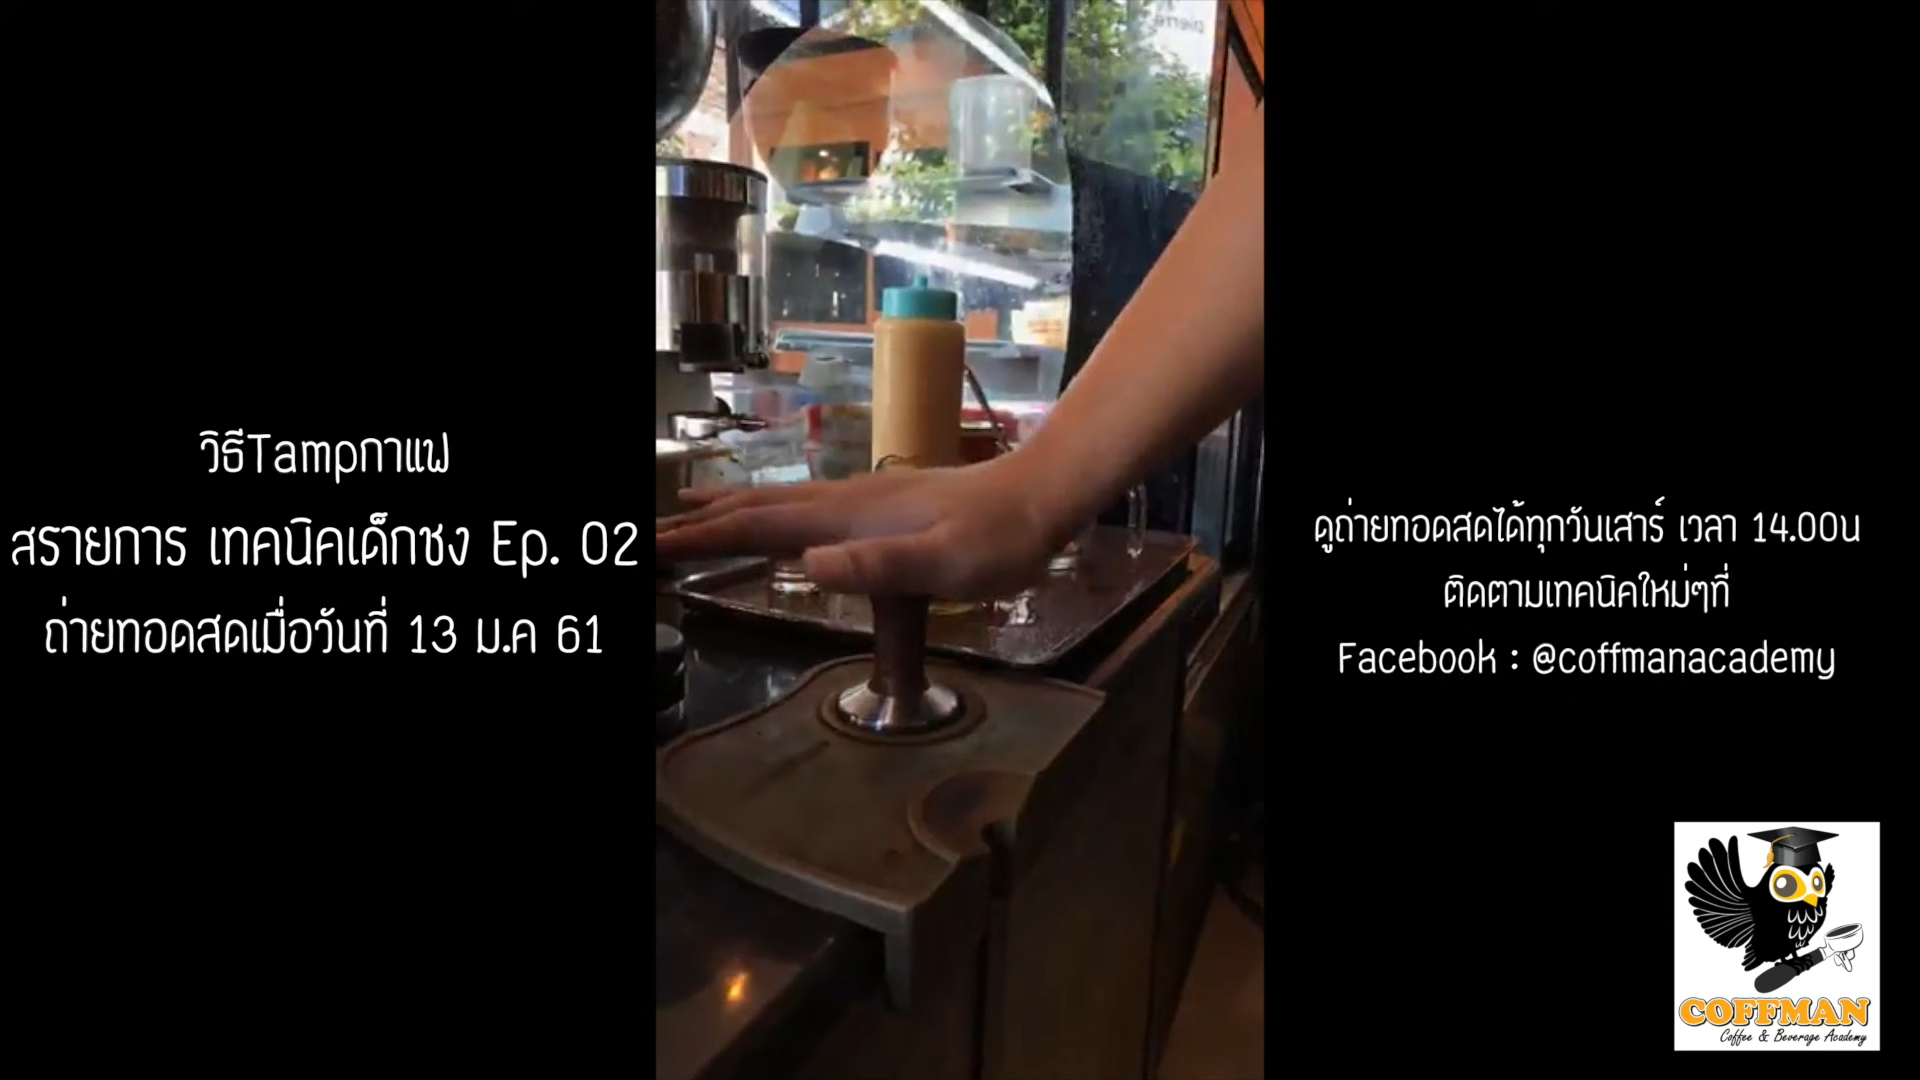 วิธีTampกาแฟ
สรายการ เทคนิคเด็กชง Ep. 02
ถ่ายทอดสดเมื่อวันที่ 13 ม.ค 61
ดูถ่ายทอดสดได้ทุกวันเสาร์ เวลา 14.00น
ติดตามเทคนิคใหม่ๆที่
Facebook : @coffmanacademy
COFFMAN
Coffee & Beverage Academy
pierre